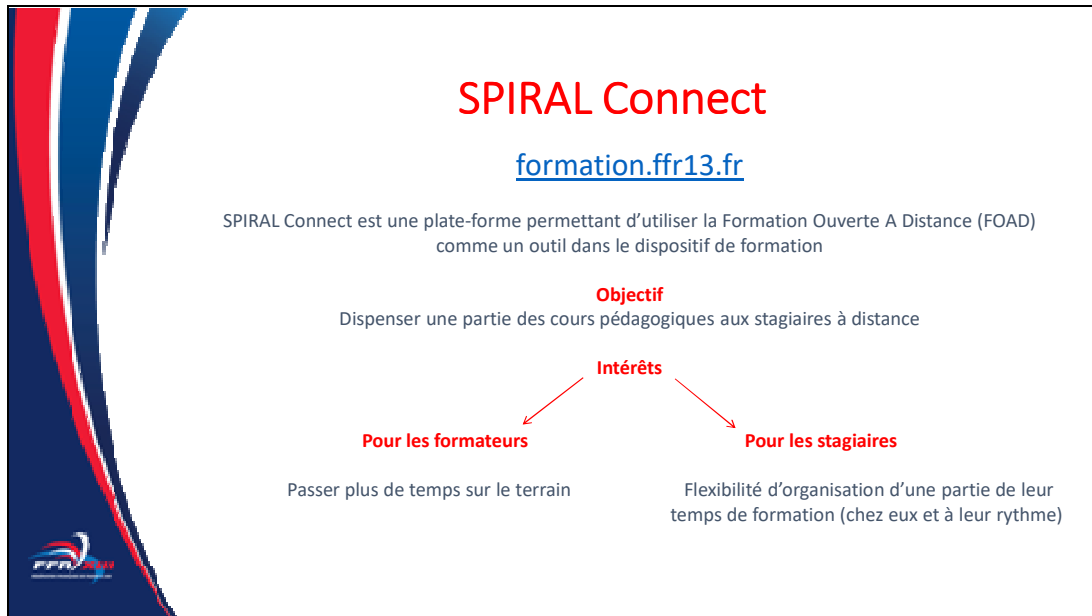 SPIRAL Connect
formation.ffr13.fr
SPIRAL Connect est une plate-forme permettant d’utiliser la Formation Ouverte A Distance (FOAD)
comme un outil dans le dispositif de formation
Objectif
Dispenser une partie des cours pédagogiques aux stagiaires à distance
Intérêts
Pour les formateurs
Pour les stagiaires
Passer plus de temps sur le terrain
Flexibilité d’organisation d’une partie de leur
temps de formation (chez eux et à leur rythme)
FFR XIII